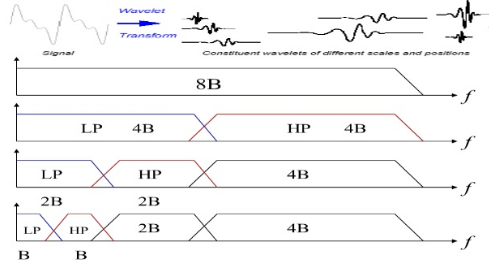 Wavelet
Transform
Signal
Constituent wavelets of different scales and positions
8B
f
LP 4B HP 4B
f
LP HP 4B
f
2B 2B
LP HP 2B 4B
f
B B